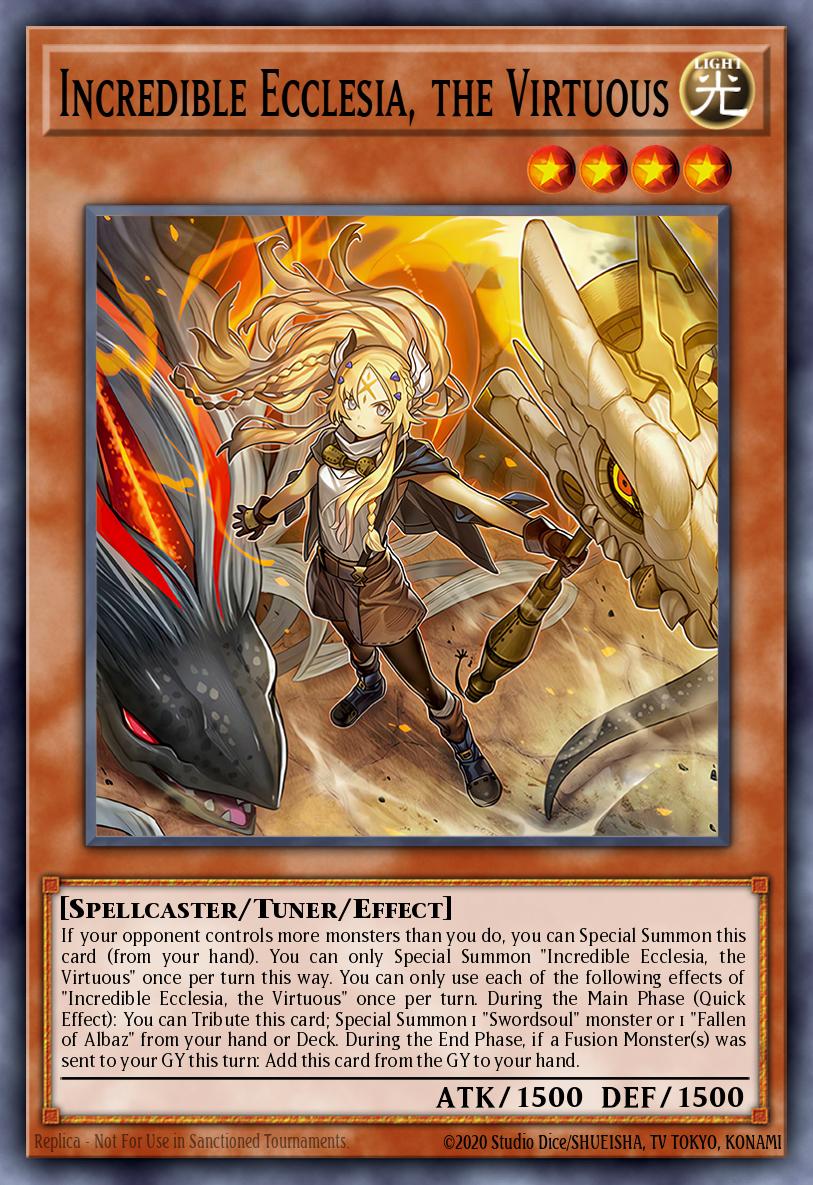 Incredible Ecclesia, the Virtuous
LIGHT
光
[Spellcaster/Tuner/Effect]
If your opponent controls more monsters than you do, you can Special Summon this
card (from your hand). You can only Special Summon "Incredible Ecclesia, the
Virtuous" once per turn this way. You can only use each of the following effects of
"Incredible Ecclesia, the Virtuous" once per turn. During the Main Phase (Quick
Effect): You can Tribute this card; Special Summon 1 "Swordsoul" monster or 1 "Fallen
of Albaz" from your hand or Deck. During the End Phase, if a Fusion Monster(s) was
sent to your GY this turn: Add this card from the GY to your hand.
ATK/1500 DEF/1500
Replica - Not For Use in Sanctioned Tournaments.
©2020 Studio Dice/SHUEISHA, TV TOKYO, KONAMI